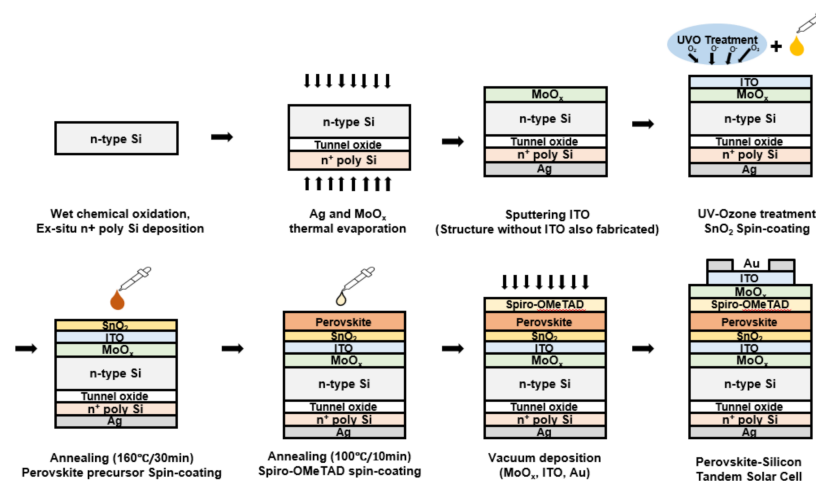 n-type Si
Wet chemical oxidation,
Ex-situ n+ poly Si deposition
n-type Si
Tunnel oxide
n⁺ poly Si
Ag and MoOₓ
thermal evaporation
MoOₓ
n-type Si
Tunnel oxide
n⁺ poly Si
Ag
Sputtering ITO
(Structure without ITO also fabricated)
UVO Treatment
O₂ O⁻ O⁻ O₃
+
ITO
MoOₓ
n-type Si
Tunnel oxide
n⁺ poly Si
Ag
UV-Ozone treatment
SnO₂ Spin-coating
SnO₂
ITO
MoOₓ
n-type Si
Tunnel oxide
n⁺ poly Si
Ag
Annealing (160℃/30min)
Perovskite precursor Spin-coating
Perovskite
SnO₂
ITO
MoOₓ
n-type Si
Tunnel oxide
n⁺ poly Si
Ag
Annealing (100℃/10min)
Spiro-OMeTAD spin-coating
Spiro-OMeTAD
Perovskite
SnO₂
ITO
MoOₓ
n-type Si
Tunnel oxide
n⁺ poly Si
Ag
Vacuum deposition
(MoOₓ, ITO, Au)
Au
ITO
MoOₓ
Spiro-OMeTAD
Perovskite
SnO₂
ITO
MoOₓ
n-type Si
Tunnel oxide
n⁺ poly Si
Ag
Perovskite-Silicon
Tandem Solar Cell